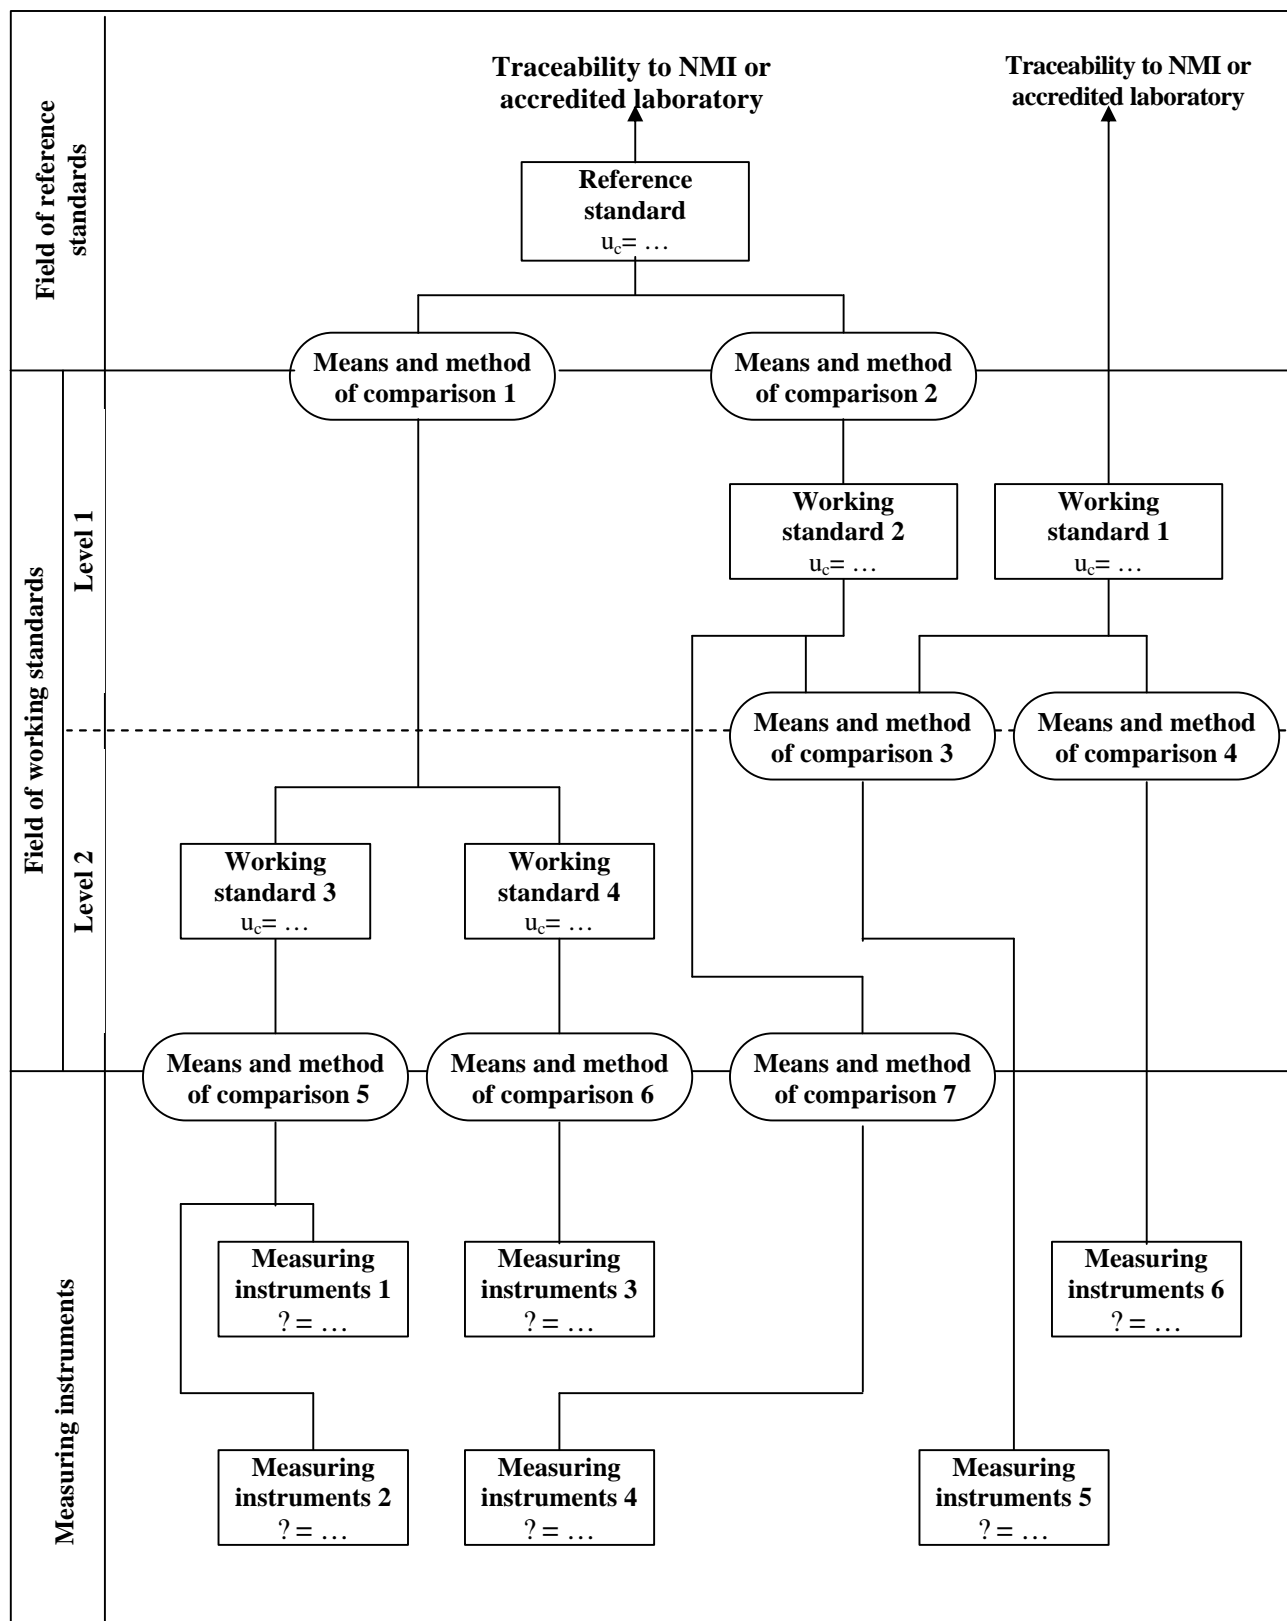 Traceability to NMI or
accredited laboratory
Traceability to NMI or
accredited laboratory
Field of reference
standards
Reference
standard
uc= …
Means and method
of comparison 1
Means and method
of comparison 2
Field of working standards
Level 1
Working
standard 2
uc= …
Working
standard 1
uc= …
Means and method
of comparison 3
Means and method
of comparison 4
Level 2
Working
standard 3
uc= …
Working
standard 4
uc= …
Means and method
of comparison 5
Means and method
of comparison 6
Means and method
of comparison 7
Measuring instruments
Measuring
instruments 1
? = …
Measuring
instruments 3
? = …
Measuring
instruments 6
? = …
Measuring
instruments 2
? = …
Measuring
instruments 4
? = …
Measuring
instruments 5
? = …